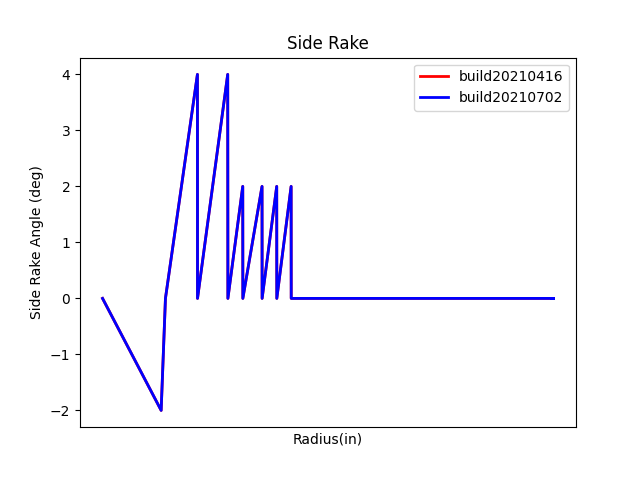 Side Rake
build20210416
build20210702
4
3
2
1
0
−1
−2
Side Rake Angle (deg)
Radius(in)